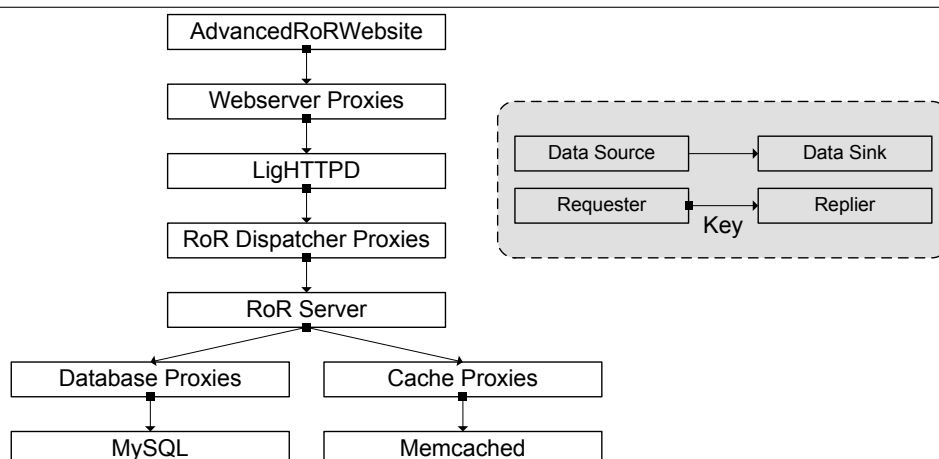 AdvancedRoRWebsite
Webserver Proxies
LigHTTPD
RoR Dispatcher Proxies
RoR Server
Database Proxies
Cache Proxies
MySQL
Memcached
Data Source
Data Sink
Requester
Replier
Key